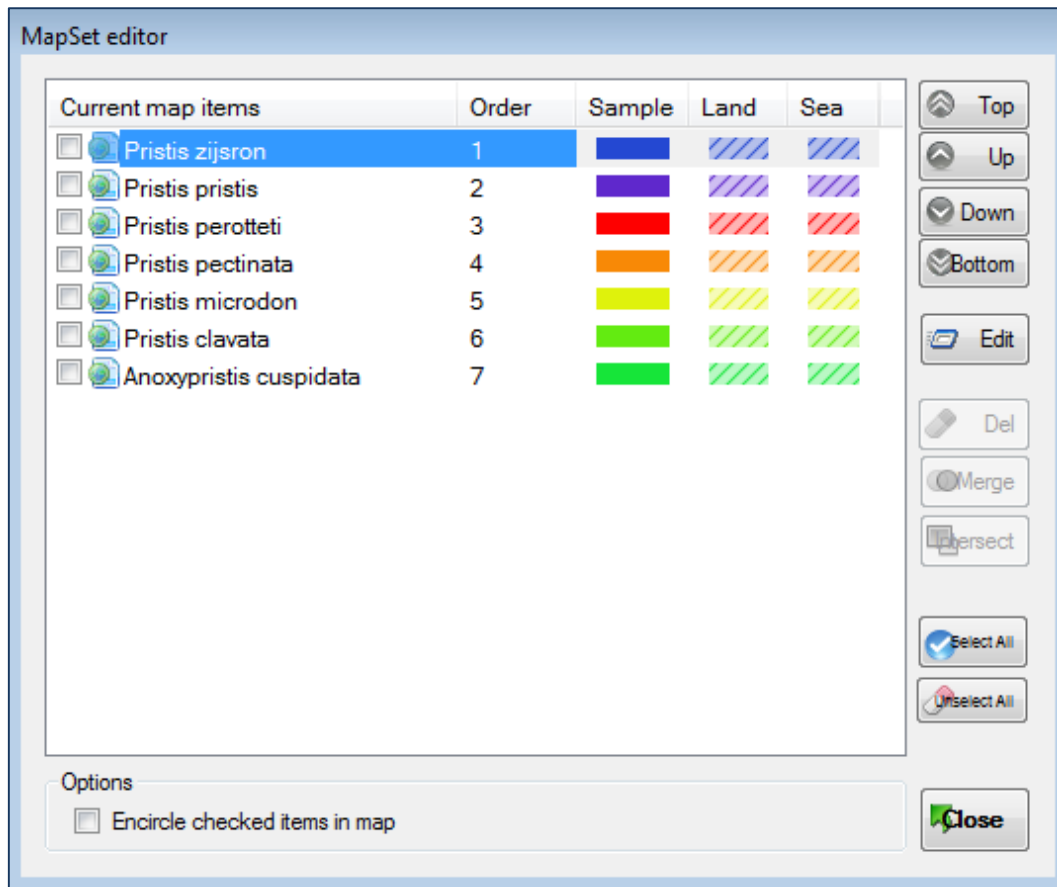 MapSet editor
Current map items Order Sample Land Sea
Pristis zijsron 1
Pristis pristis 2
Pristis perotteti 3
Pristis pectinata 4
Pristis microdon 5
Pristis clavata 6
Anoxypristis cuspidata 7
Top
Up
Down
Bottom
Edit
Del
Merge
Intersect
Select All
Unselect All
Options
Encircle checked items in map
Close